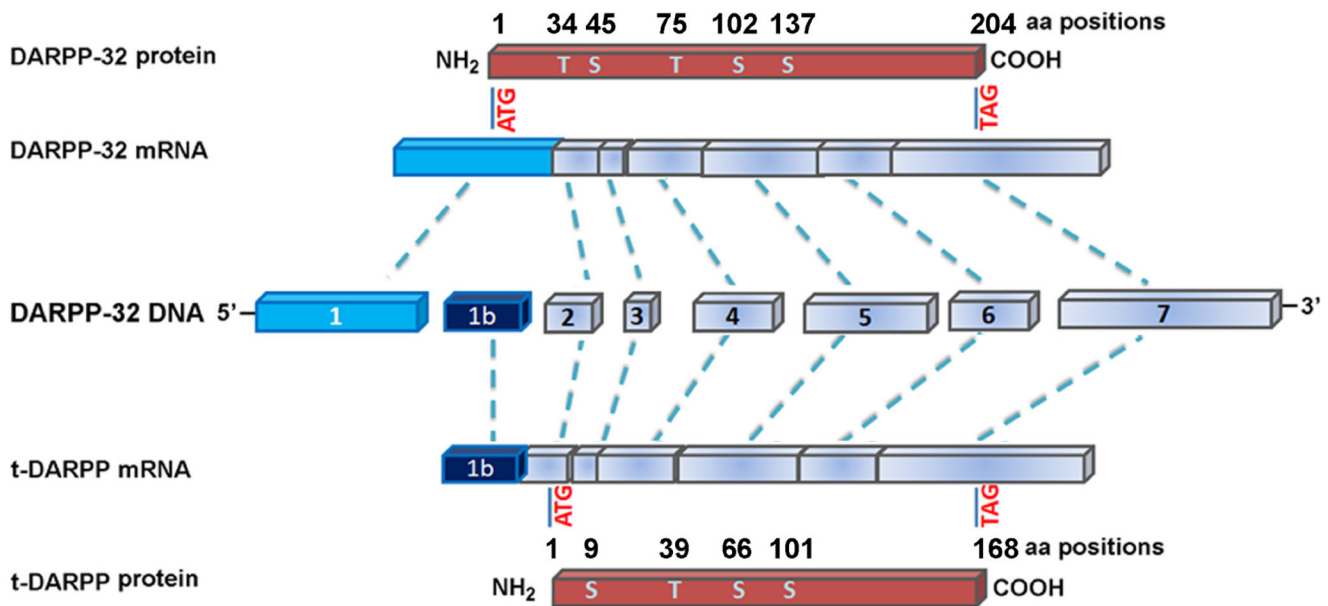 1 34 45 75 102 137 204 aa positions
DARPP-32 protein NH2 T S T S S COOH
ATG TAG
DARPP-32 mRNA
DARPP-32 DNA 5’ 1 1b 2 3 4 5 6 7 3’
t-DARPP mRNA 1b
ATG TAG
1 9 39 66 101 168 aa positions
t-DARPP protein NH2 S T S S COOH